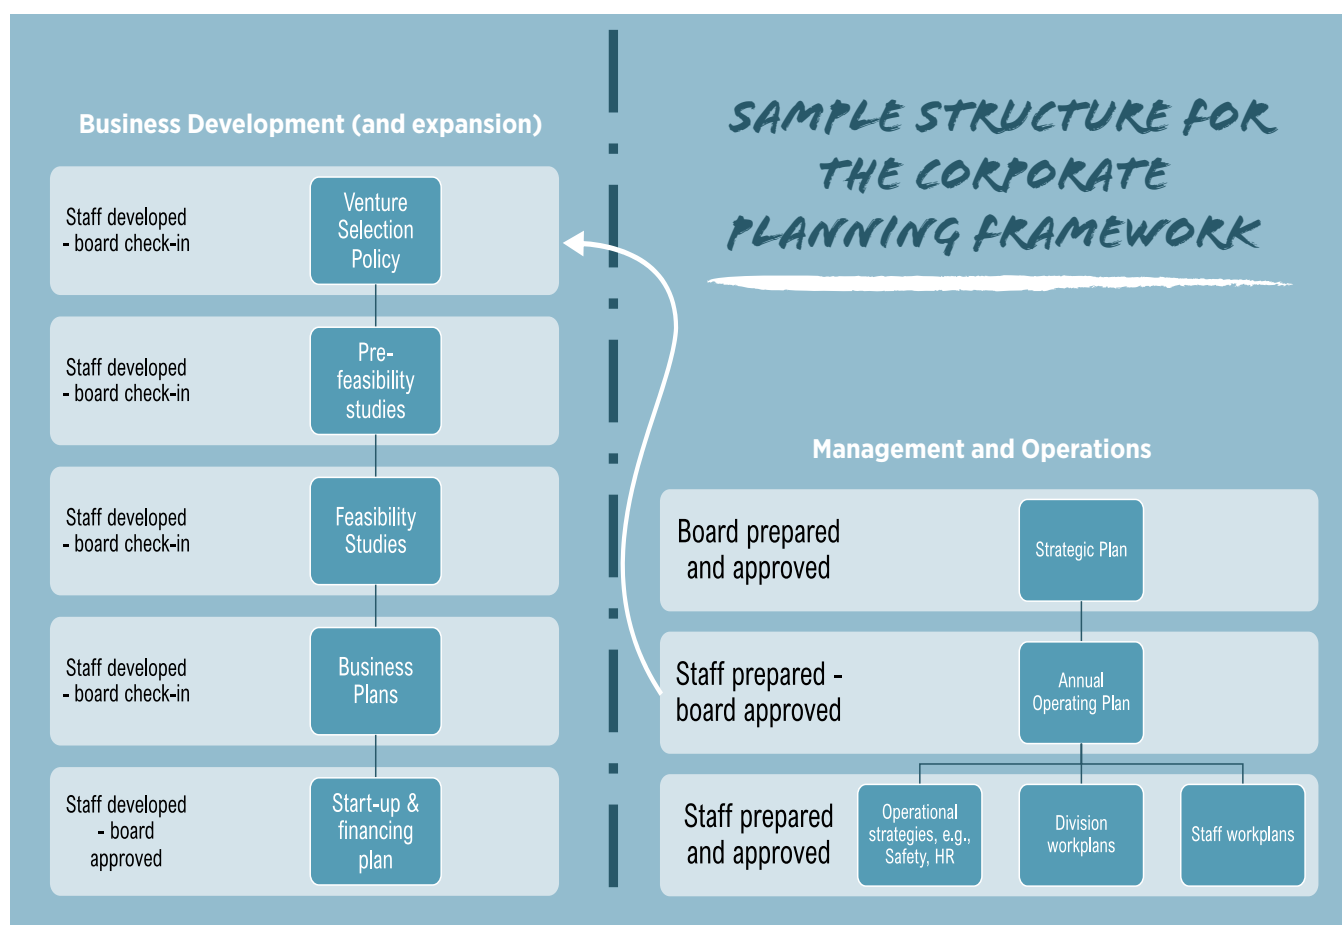 SAMPLE STRUCTURE FOR
THE CORPORATE
PLANNING FRAMEWORK
Business Development (and expansion)
Staff developed
- board check-in
Venture
Selection
Policy
Staff developed
- board check-in
Pre-
feasibility
studies
Staff developed
- board check-in
Feasibility
Studies
Staff developed
- board check-in
Business
Plans
Staff developed
- board
approved
Start-up &
financing
plan
Management and Operations
Board prepared
and approved
Strategic Plan
Staff prepared -
board approved
Annual
Operating Plan
Staff prepared
and approved
Operational
strategies, e.g.,
Safety, HR
Division
workplans
Staff workplans